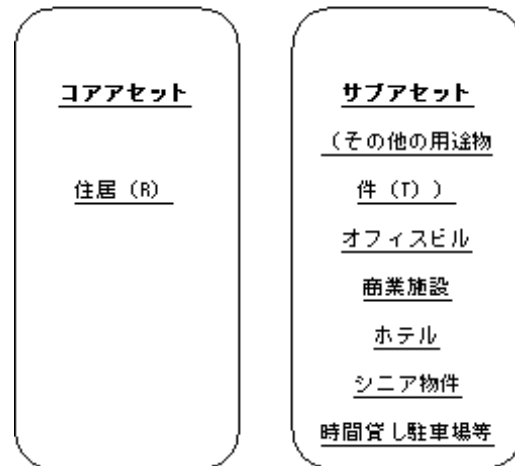 コアアセット
住居（R）
サブアセット
（その他の用途物
件（T））
オフィスビル
商業施設
ホテル
シニア物件
時間貸し駐車場等